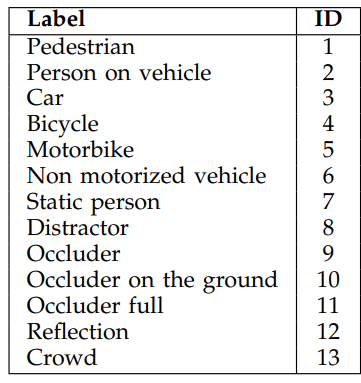 Label ID
Pedestrian 1
Person on vehicle 2
Car 3
Bicycle 4
Motorbike 5
Non motorized vehicle 6
Static person 7
Distractor 8
Occluder 9
Occluder on the ground 10
Occluder full 11
Reflection 12
Crowd 13